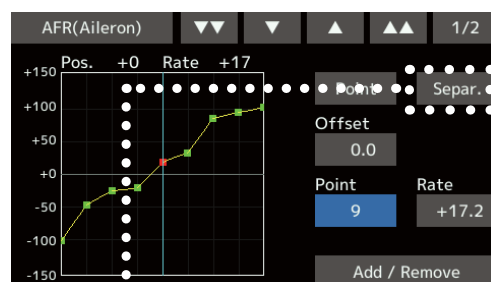 AFR(Aileron) ▼▼ ▼ ▲ ▲▲ 1/2
Pos. +0 Rate +17
+150
+100
+50
+0
-50
-100
-150
Point Separ.
Offset
0.0
Point Rate
9 +17.2
Add / Remove